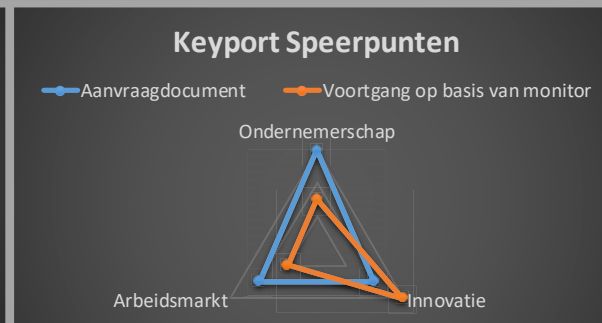 Keyport Speerpunten
Aanvraagdocument Voortgang op basis van monitor
Ondernemerschap
Arbeidsmarkt Innovatie